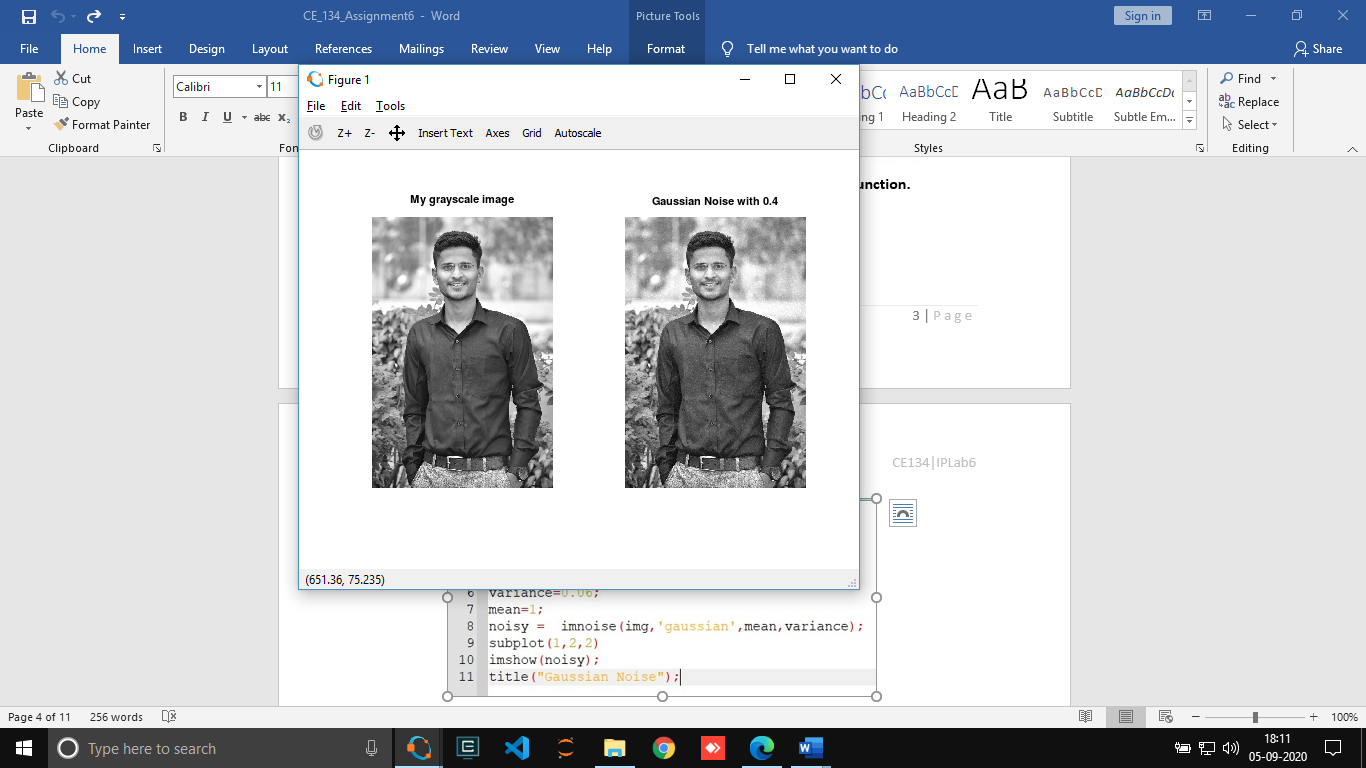 CE_134_Assignment6 - Word
Picture Tools
Sign in
File Home Insert Design Layout References Mailings Review View Help Format Tell me what you want to do Share
Paste
Cut
Copy
Format Painter
Clipboard
Calibri 11
B I U abc x₂
Fon
Figure 1
File Edit Tools
Z+ Z- Insert Text Axes Grid Autoscale
My grayscale image
Gaussian Noise with 0.4
(651.36, 75.235)
AaBbCcD AaB AaBbCcD AaBbCcDc
ng 1 Heading 2 Title Subtitle Subtle Em...
Styles
Find
Replace
Select
Editing
unction.
3 | Page
CE134|IPLab6
6 variance=0.06;
7 mean=1;
8 noisy = imnoise(img,'gaussian',mean,variance);
9 subplot(1,2,2)
10 imshow(noisy);
11 title("Gaussian Noise");
Page 4 of 11 256 words
100%
Type here to search
18:11
05-09-2020